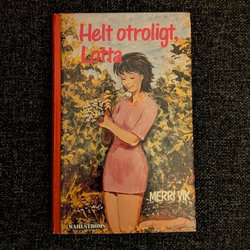 Helt otroligt,
Lotta
MERRI VIK
WAHLSTRÖMS